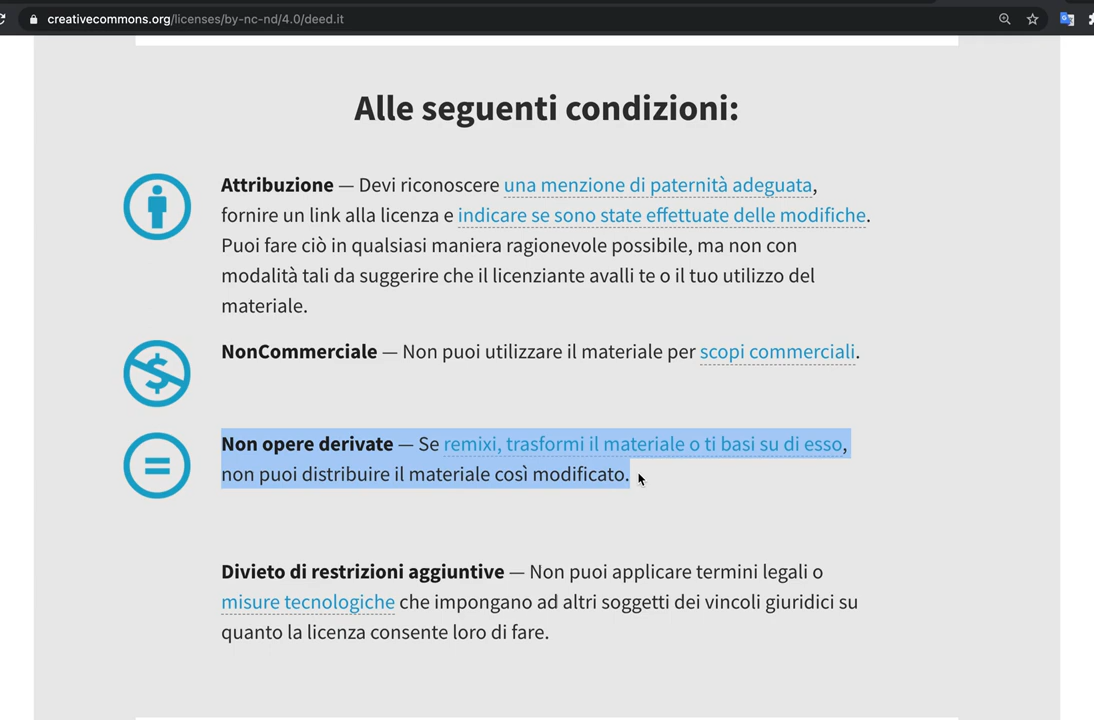 creativecommons.org/licenses/by-nc-nd/4.0/deed.it
Alle seguenti condizioni:
Attribuzione — Devi riconoscere una menzione di paternità adeguata,
fornire un link alla licenza e indicare se sono state effettuate delle modifiche.
Puoi fare ciò in qualsiasi maniera ragionevole possibile, ma non con
modalità tali da suggerire che il licenziante avalli te o il tuo utilizzo del
materiale.
NonCommerciale — Non puoi utilizzare il materiale per scopi commerciali.
Non opere derivate — Se remixi, trasformi il materiale o ti basi su di esso,
non puoi distribuire il materiale così modificato.
Divieto di restrizioni aggiuntive — Non puoi applicare termini legali o
misure tecnologiche che impongano ad altri soggetti dei vincoli giuridici su
quanto la licenza consente loro di fare.